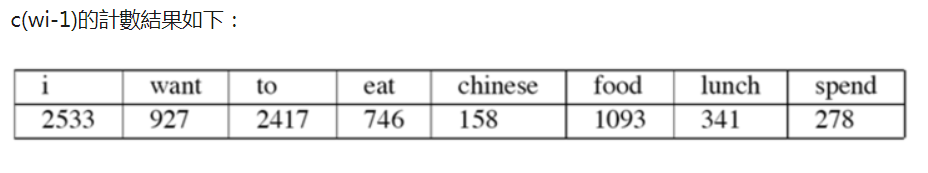 c(wi-1)的計數結果如下：
i want to eat chinese food lunch spend
2533 927 2417 746 158 1093 341 278